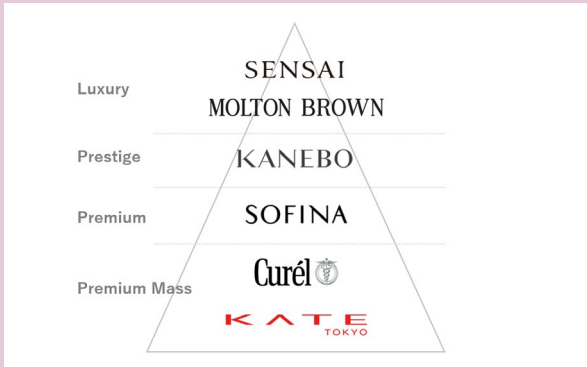 Luxury
SENSAI
MOLTON BROWN
Prestige
KANEBO
Premium
SOFINA
Premium Mass
Curél
KATE
TOKYO